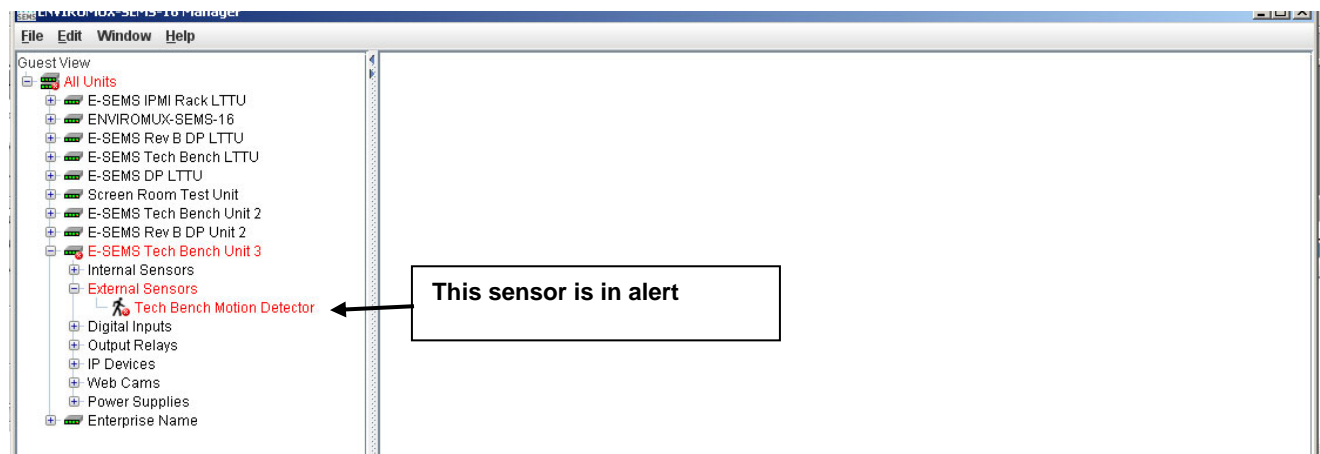 ENVIROMUX-SEMS-16 Manager
File Edit Window Help
Guest View
All Units
E-SEMS IPMI Rack LTTU
ENVIROMUX-SEMS-16
E-SEMS Rev B DP LTTU
E-SEMS Tech Bench LTTU
E-SEMS DP LTTU
Screen Room Test Unit
E-SEMS Tech Bench Unit 2
E-SEMS Rev B DP Unit 2
E-SEMS Tech Bench Unit 3
Internal Sensors
External Sensors
Tech Bench Motion Detector
This sensor is in alert
Digital Inputs
Output Relays
IP Devices
Web Cams
Power Supplies
Enterprise Name